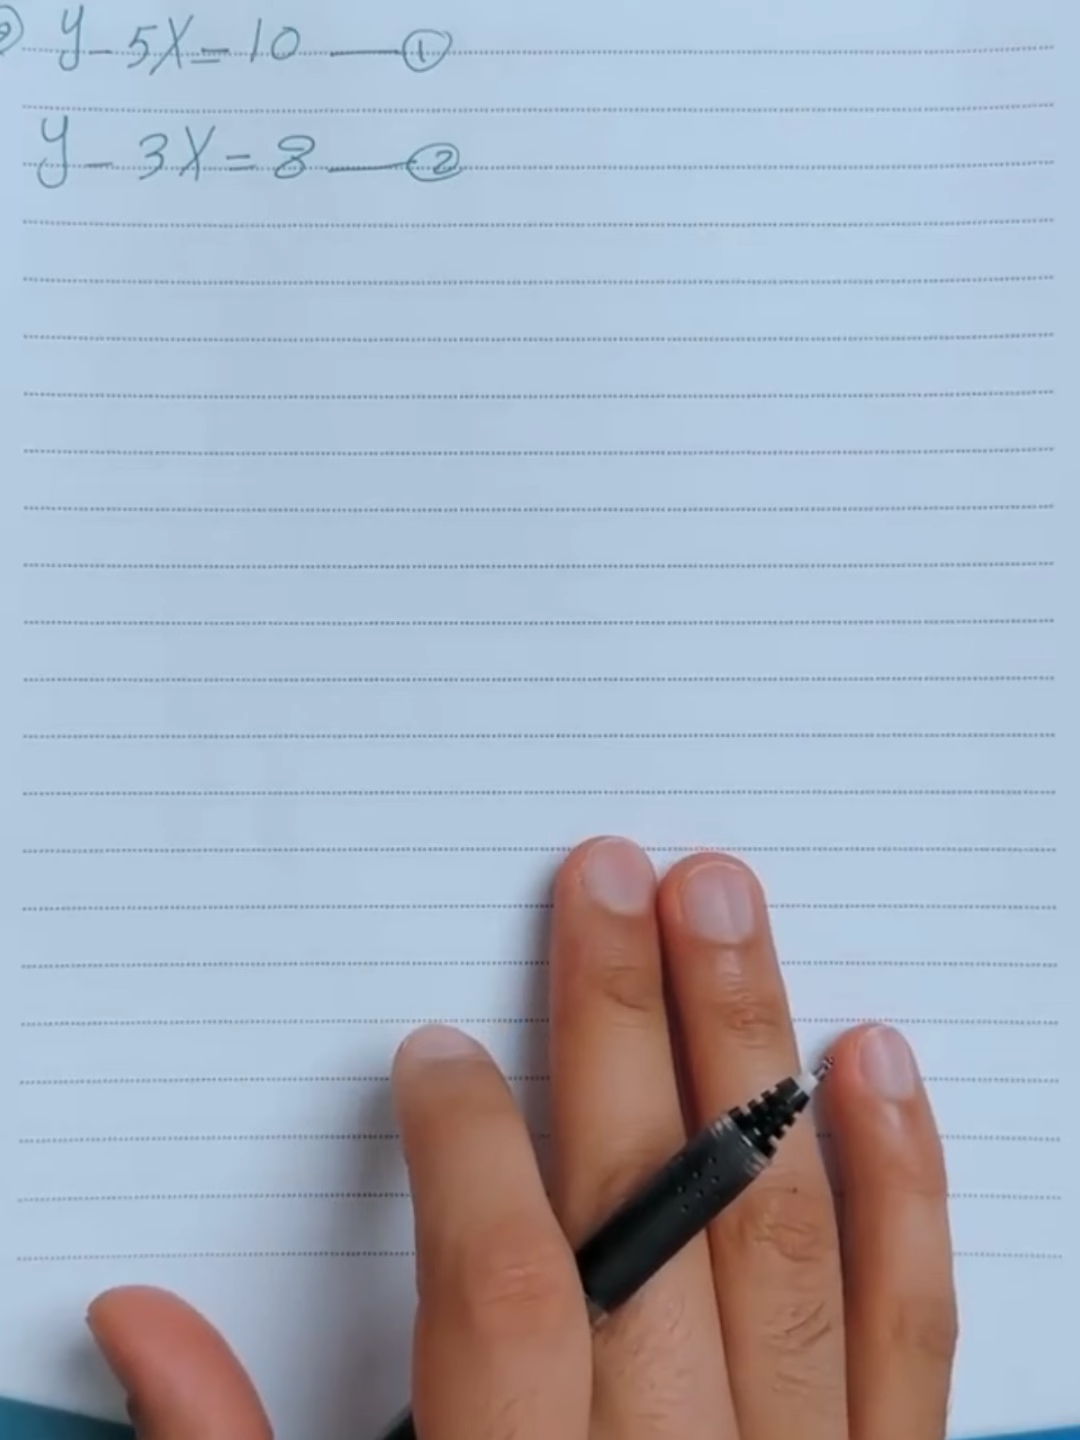 y - 5x = 10 — ①
y - 3x = 8 — ②